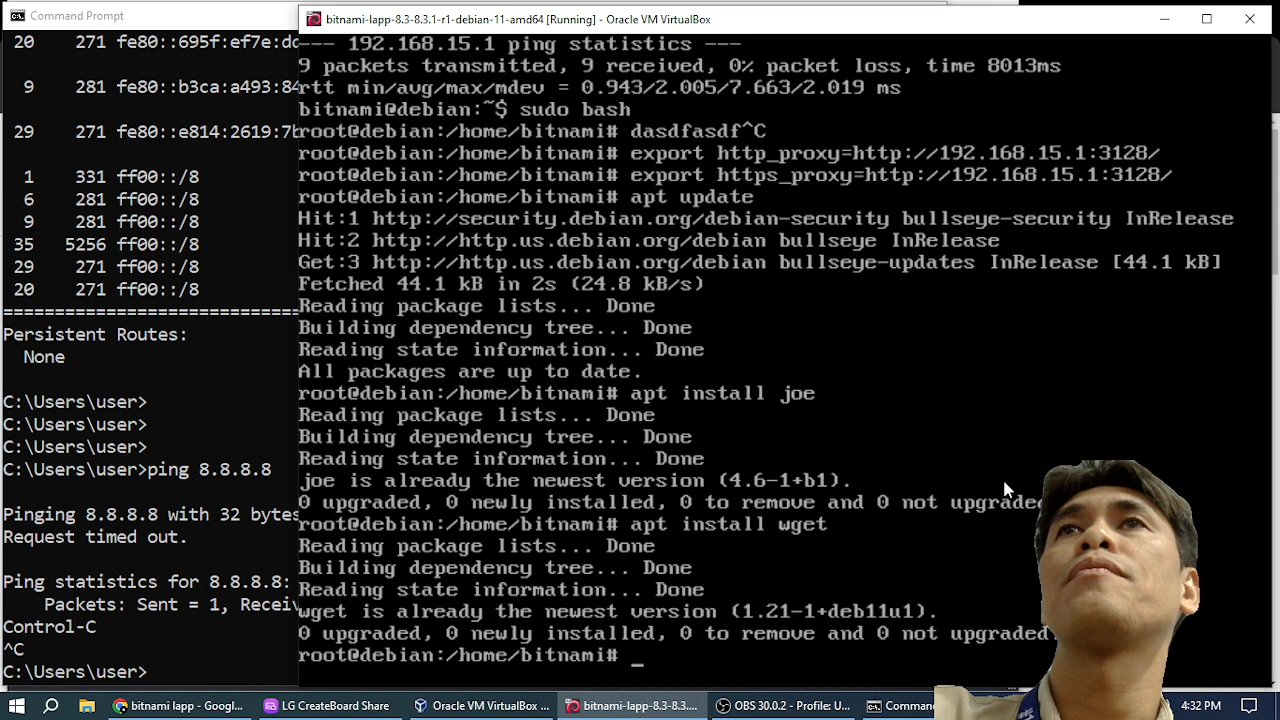 Command Prompt
20 271 fe80::695f:ef7e:dc
9 281 fe80::b3ca:a493:84
29 271 fe80::e814:2619:7b
1 331 ff00::/8
6 281 ff00::/8
9 281 ff00::/8
35 5256 ff00::/8
29 271 ff00::/8
20 271 ff00::/8
Persistent Routes:
None
C:\Users\user>
C:\Users\user>
C:\Users\user>
C:\Users\user>ping 8.8.8.8
Pinging 8.8.8.8 with 32 bytes
Request timed out.
Ping statistics for 8.8.8.8:
Packets: Sent = 1, Receiv
Control-C
^C
C:\Users\user>
bitnami-lapp-8.3-8.3.1-r1-debian-11-amd64 [Running] - Oracle VM VirtualBox
--- 192.168.15.1 ping statistics ---
9 packets transmitted, 9 received, 0% packet loss, time 8013ms
rtt min/avg/max/mdev = 0.943/2.005/7.663/2.019 ms
bitnami@debian:~$ sudo bash
root@debian:/home/bitnami# dasdfasdf^C
root@debian:/home/bitnami# export http_proxy=http://192.168.15.1:3128/
root@debian:/home/bitnami# export https_proxy=http://192.168.15.1:3128/
root@debian:/home/bitnami# apt update
Hit:1 http://security.debian.org/debian-security bullseye-security InRelease
Hit:2 http://http.us.debian.org/debian bullseye InRelease
Get:3 http://http.us.debian.org/debian bullseye-updates InRelease [44.1 kB]
Fetched 44.1 kB in 2s (24.8 kB/s)
Reading package lists... Done
Building dependency tree... Done
Reading state information... Done
All packages are up to date.
root@debian:/home/bitnami# apt install joe
Reading package lists... Done
Building dependency tree... Done
Reading state information... Done
joe is already the newest version (4.6-1+b1).
0 upgraded, 0 newly installed, 0 to remove and 0 not upgraded
root@debian:/home/bitnami# apt install wget
Reading package lists... Done
Building dependency tree... Done
Reading state information... Done
wget is already the newest version (1.21-1+deb11u1).
0 upgraded, 0 newly installed, 0 to remove and 0 not upgraded.
root@debian:/home/bitnami# _
bitnami lapp - Googl...
LG CreateBoard Share
Oracle VM VirtualBox ...
bitnami-lapp-8.3-8.3....
OBS 30.0.2 - Profile: U...
Comman
4:32 PM